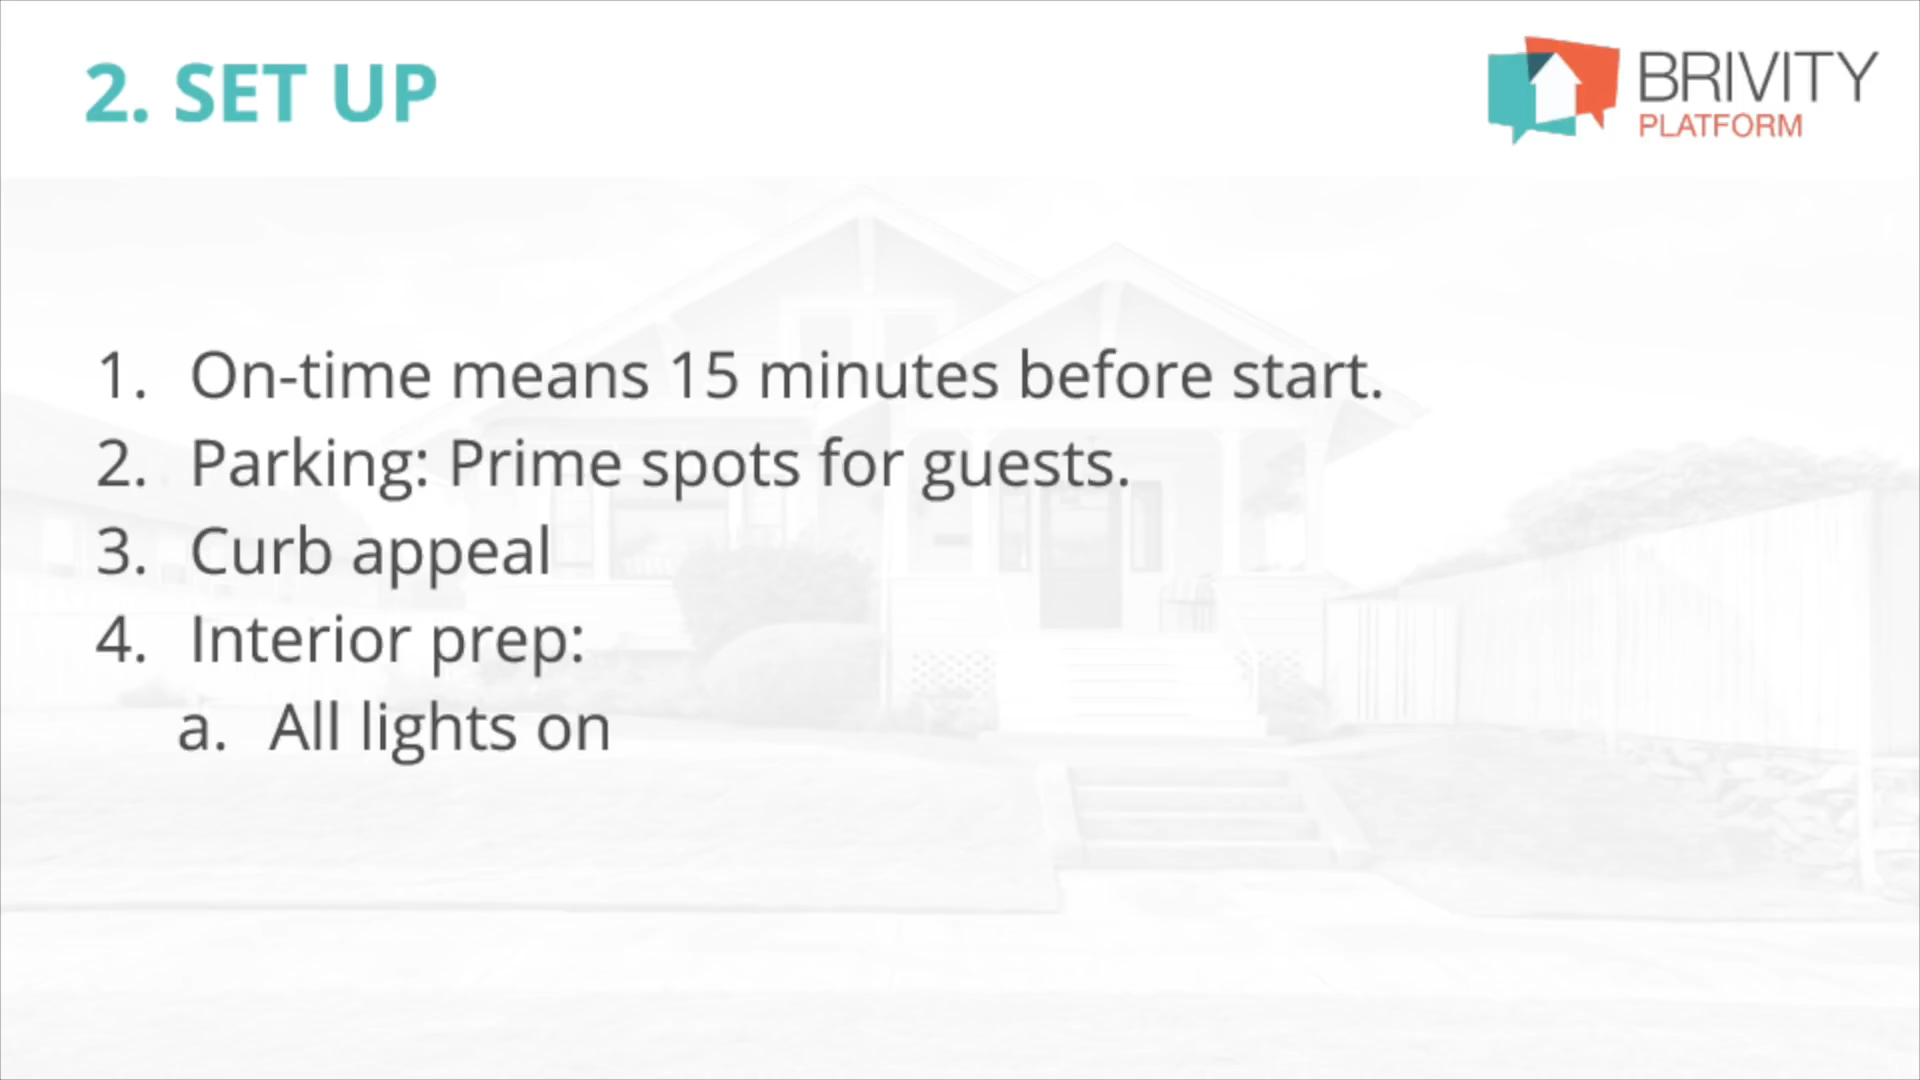 2. SET UP
BRIVITY
PLATFORM
1. On-time means 15 minutes before start.
2. Parking: Prime spots for guests.
3. Curb appeal
4. Interior prep:
a. All lights on